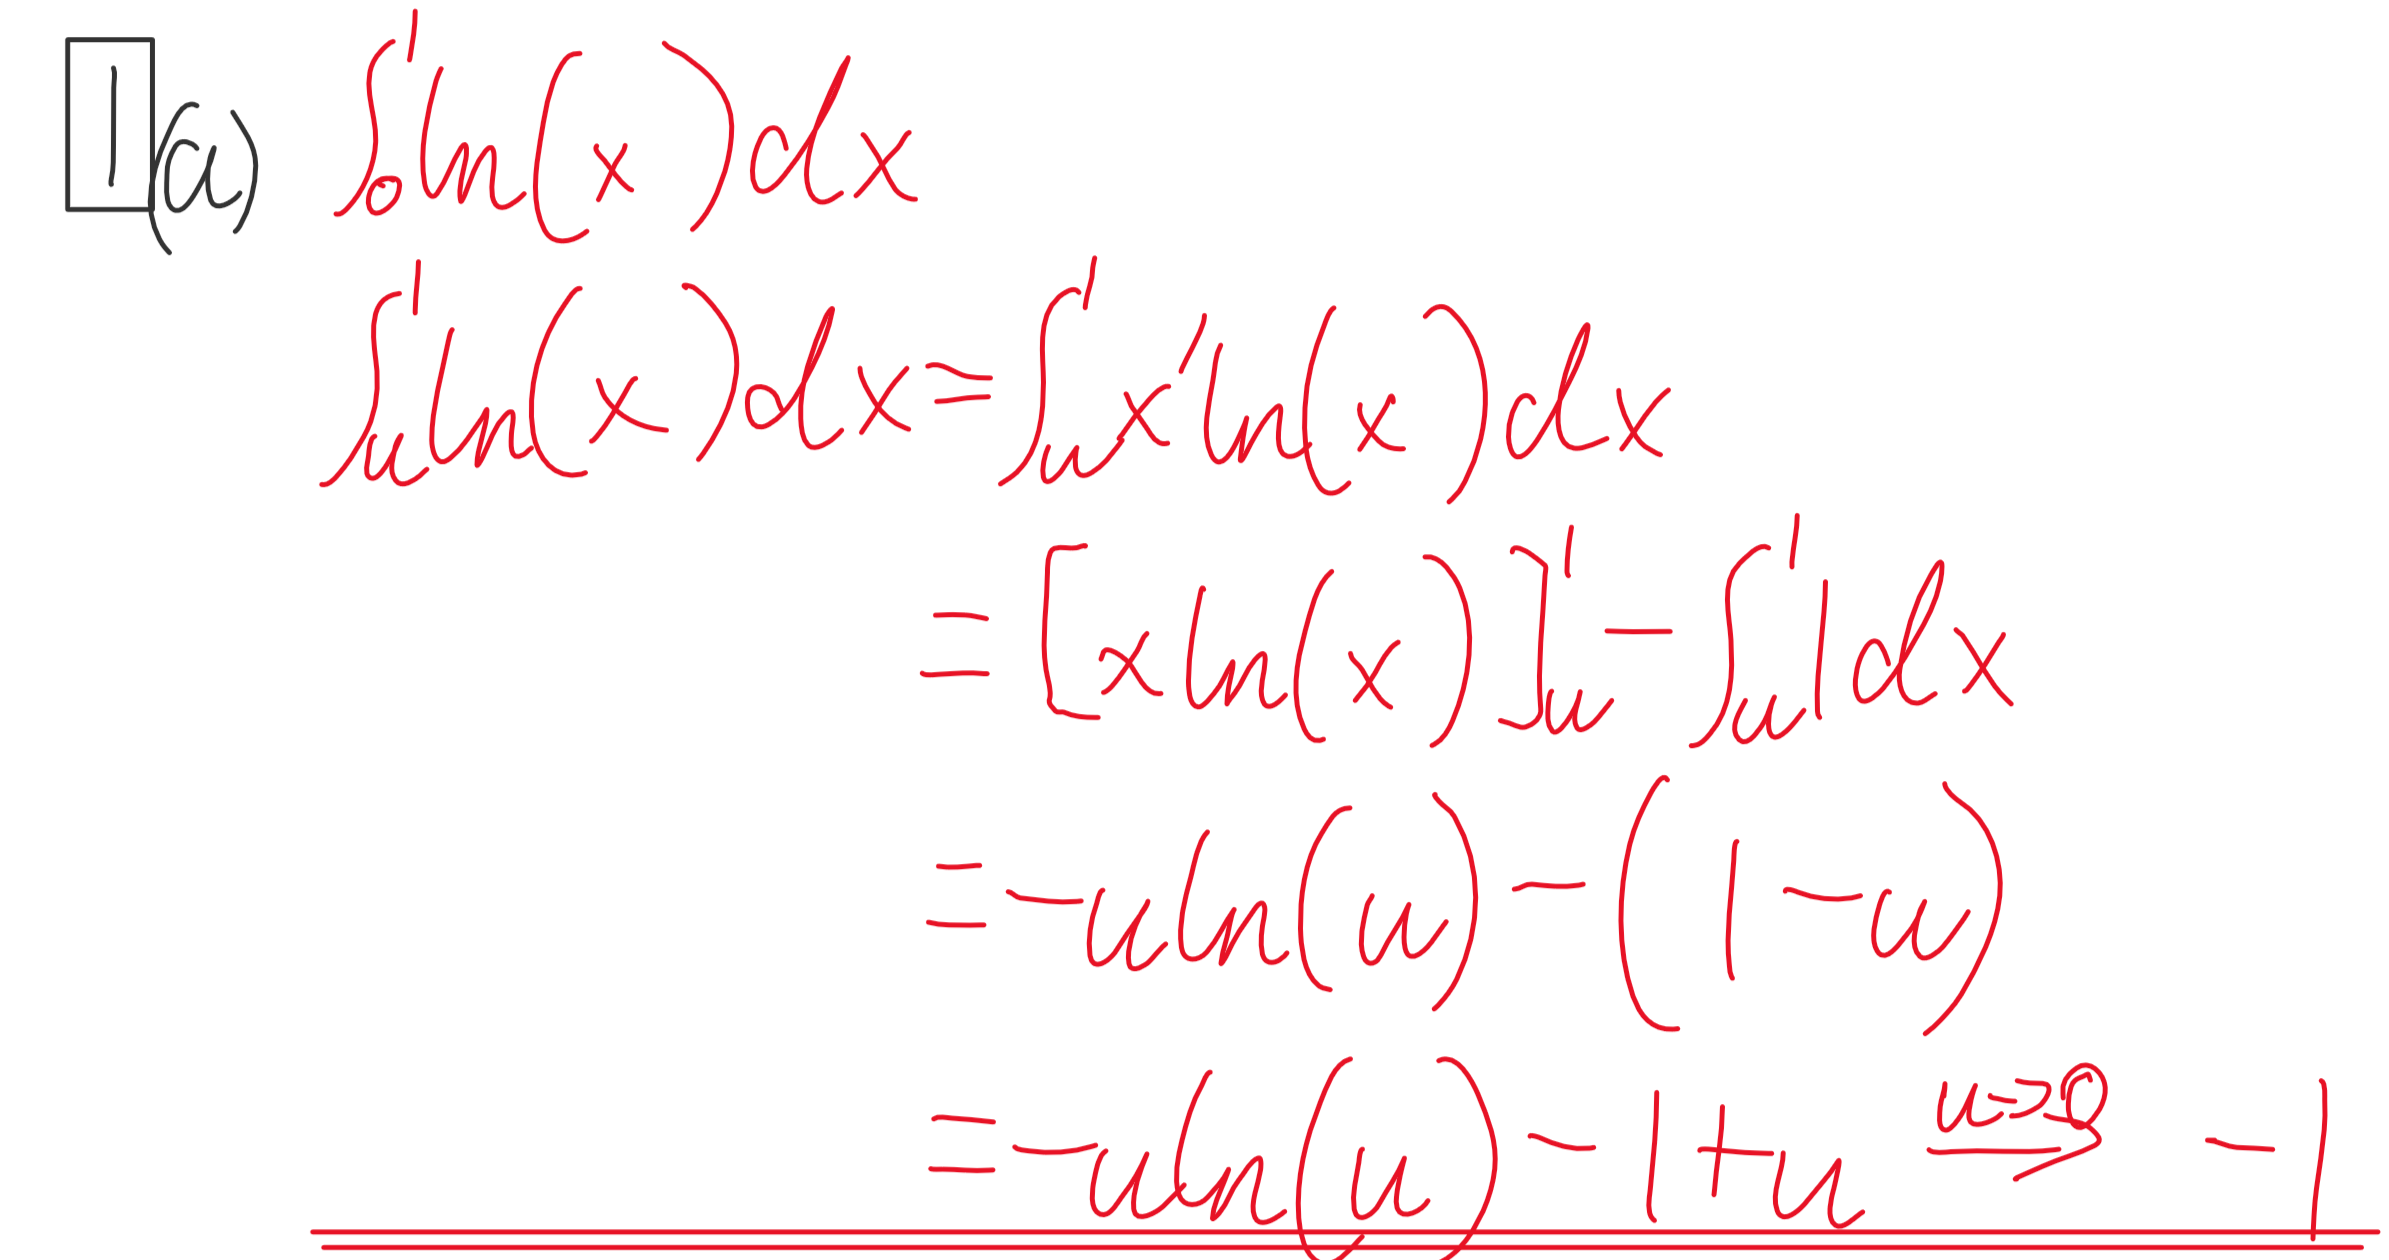 1(a) ∫₀¹ ln(x) dx
∫ᵤ¹ ln(x) dx = ∫ᵤ¹ x' ln(x) dx
= [x ln(x)]ᵤ¹ - ∫ᵤ¹ 1 dx
= -u ln(u) - (1 - u)
= -u ln(u) - 1 + u u→0 → -1